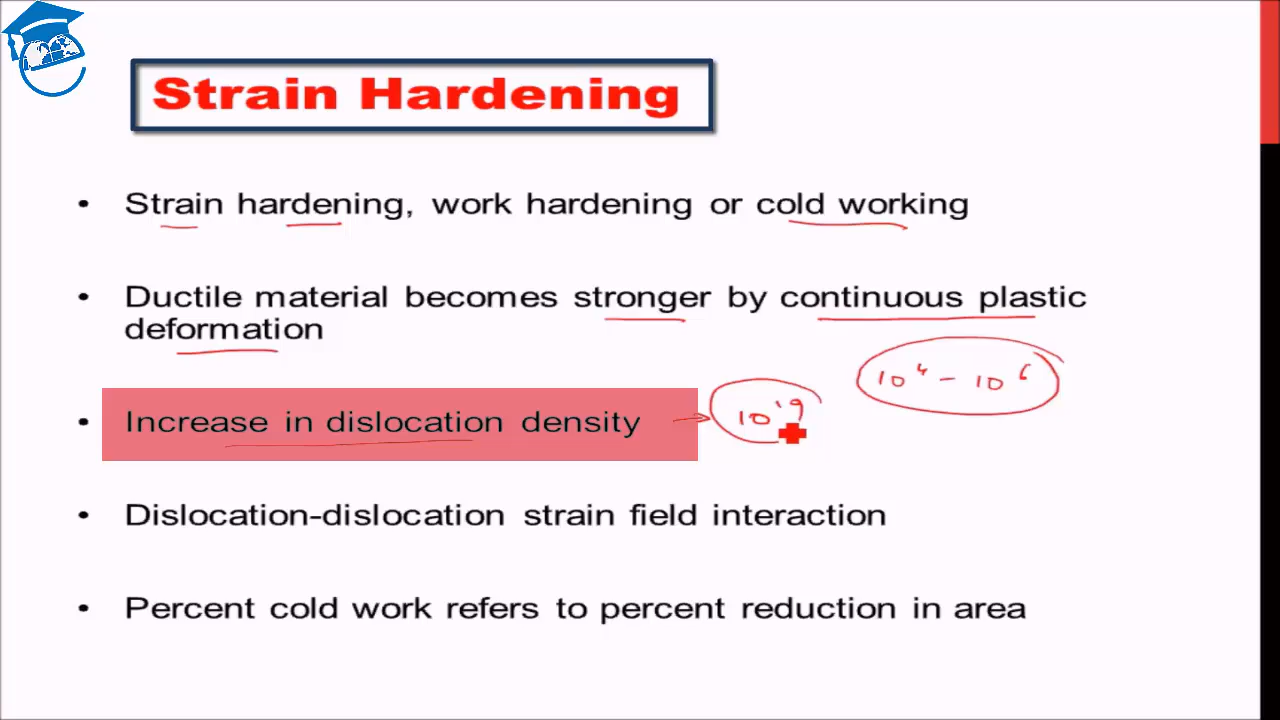 Strain Hardening
• Strain hardening, work hardening or cold working
• Ductile material becomes stronger by continuous plastic
deformation
10⁴ - 10⁶
• Increase in dislocation density → 10¹⁹
• Dislocation-dislocation strain field interaction
• Percent cold work refers to percent reduction in area